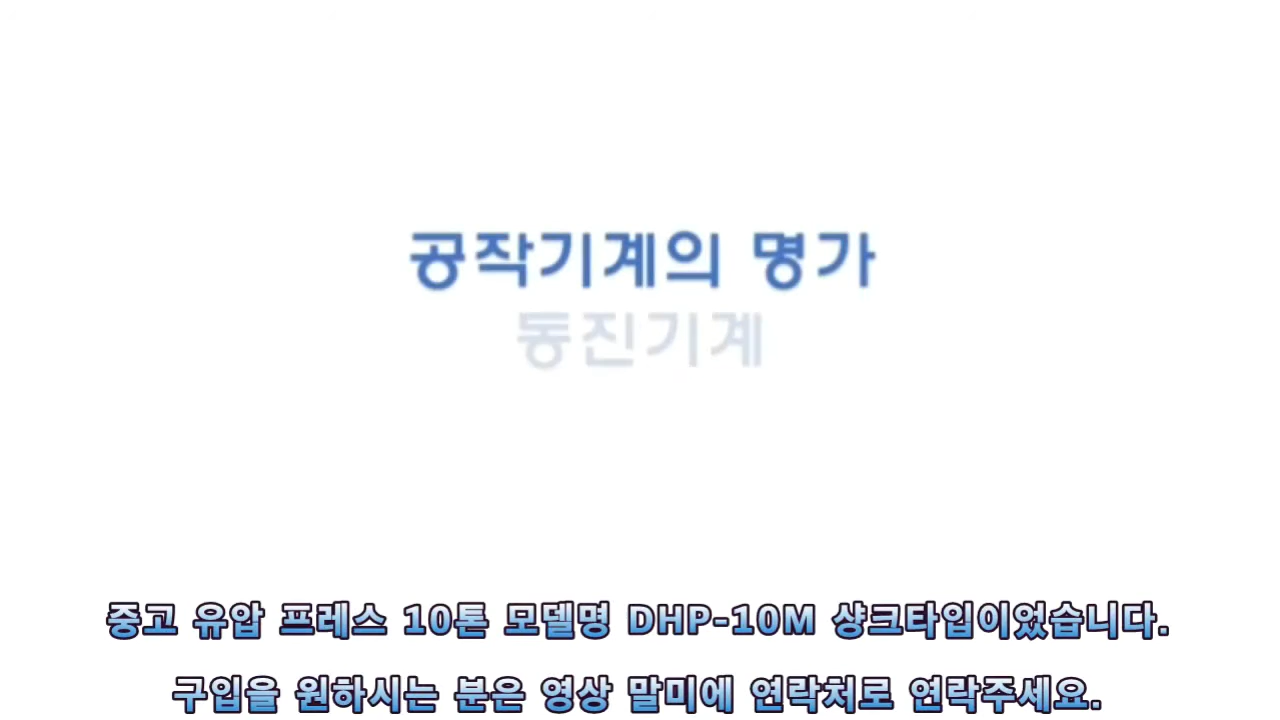 공작기계의 명가
동진기계
중고 유압 프레스 10톤 모델명 DHP-10M 샹크타입이었습니다.
구입을 원하시는 분은 영상 말미에 연락처로 연락주세요.